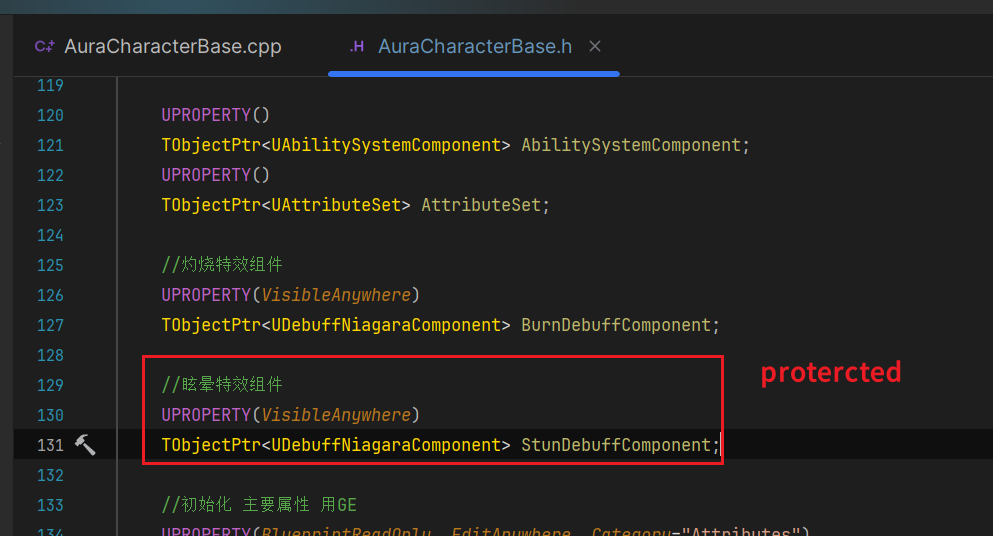 AuraCharacterBase.cpp
.H AuraCharacterBase.h
119
120 UPROPERTY()
121 TObjectPtr<UAbilitySystemComponent> AbilitySystemComponent;
122 UPROPERTY()
123 TObjectPtr<UAttributeSet> AttributeSet;
124
125 //灼烧特效组件
126 UPROPERTY(VisibleAnywhere)
127 TObjectPtr<UDebuffNiagaraComponent> BurnDebuffComponent;
128
129 //眩晕特效组件
130 UPROPERTY(VisibleAnywhere)
131 TObjectPtr<UDebuffNiagaraComponent> StunDebuffComponent;
protercted
132
133 //初始化 主要属性 用GE
134 UPROPERTY(BlueprintReadOnly, EditAnywhere, Category="Attributes")